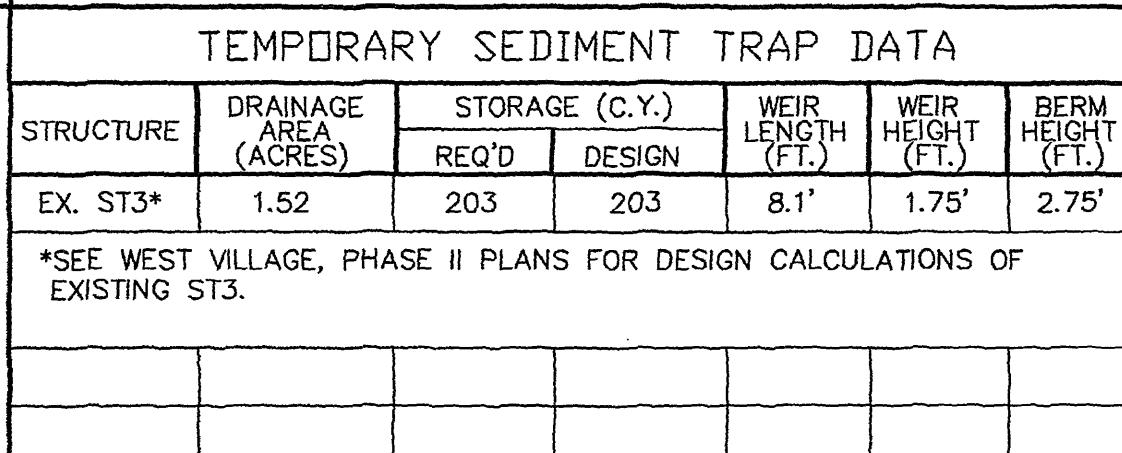 TEMPORARY SEDIMENT TRAP DATA
STRUCTURE
DRAINAGE
AREA
(ACRES)
STORAGE (C.Y.)
REQ'D
DESIGN
WEIR
LENGTH
(FT.)
WEIR
HEIGHT
(FT.)
BERM
HEIGHT
(FT.)
EX. ST3*
1.52
203
203
8.1'
1.75'
2.75'
*SEE WEST VILLAGE, PHASE II PLANS FOR DESIGN CALCULATIONS OF
EXISTING ST3.